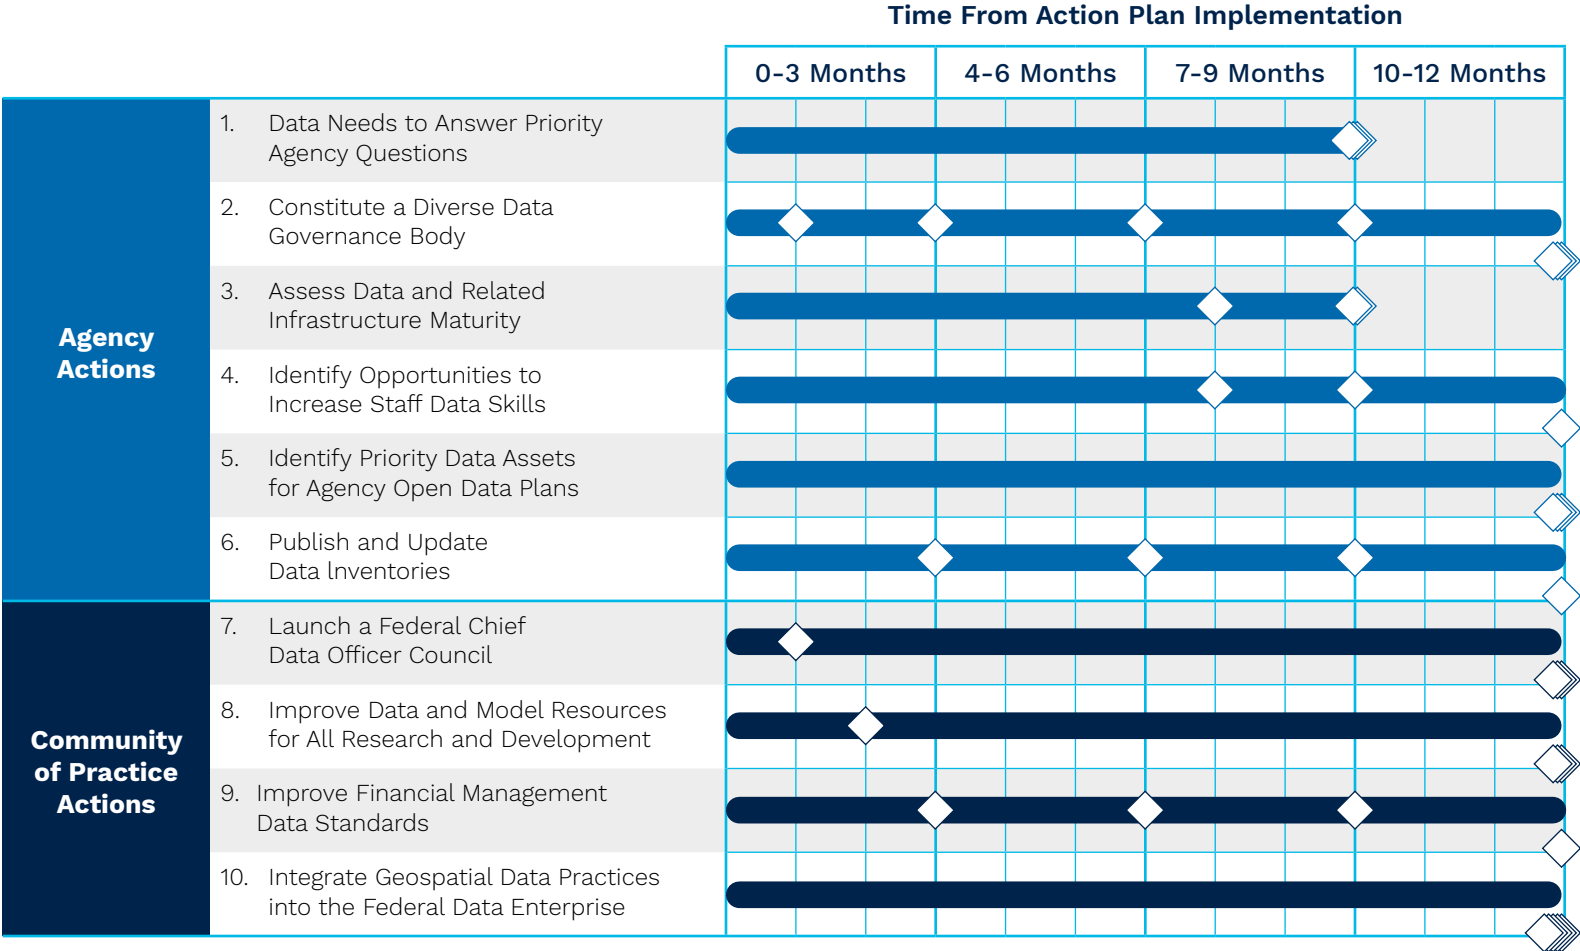 Time From Action Plan Implementation
0-3 Months 4-6 Months 7-9 Months 10-12 Months
Agency
Actions
1. Data Needs to Answer Priority
Agency Questions
2. Constitute a Diverse Data
Governance Body
3. Assess Data and Related
Infrastructure Maturity
4. Identify Opportunities to
Increase Staff Data Skills
5. Identify Priority Data Assets
for Agency Open Data Plans
6. Publish and Update
Data Inventories
Community
of Practice
Actions
7. Launch a Federal Chief
Data Officer Council
8. Improve Data and Model Resources
for All Research and Development
9. Improve Financial Management
Data Standards
10. Integrate Geospatial Data Practices
into the Federal Data Enterprise